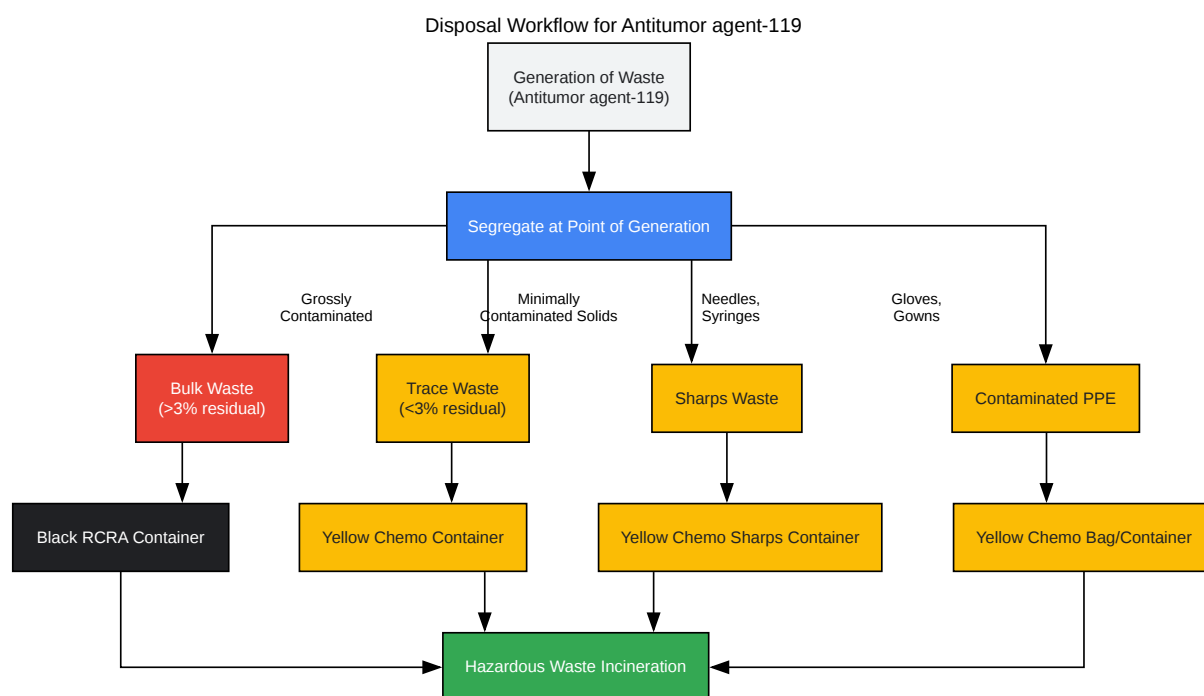 Disposal Workflow for Antitumor agent-119
Generation of Waste
(Antitumor agent-119)
Segregate at Point of Generation
Grossly
Contaminated
Minimally
Contaminated Solids
Needles,
Syringes
Gloves,
Gowns
Bulk Waste
(>3% residual)
Trace Waste
(<3% residual)
Sharps Waste
Contaminated PPE
Black RCRA Container
Yellow Chemo Container
Yellow Chemo Sharps Container
Yellow Chemo Bag/Container
Hazardous Waste Incineration